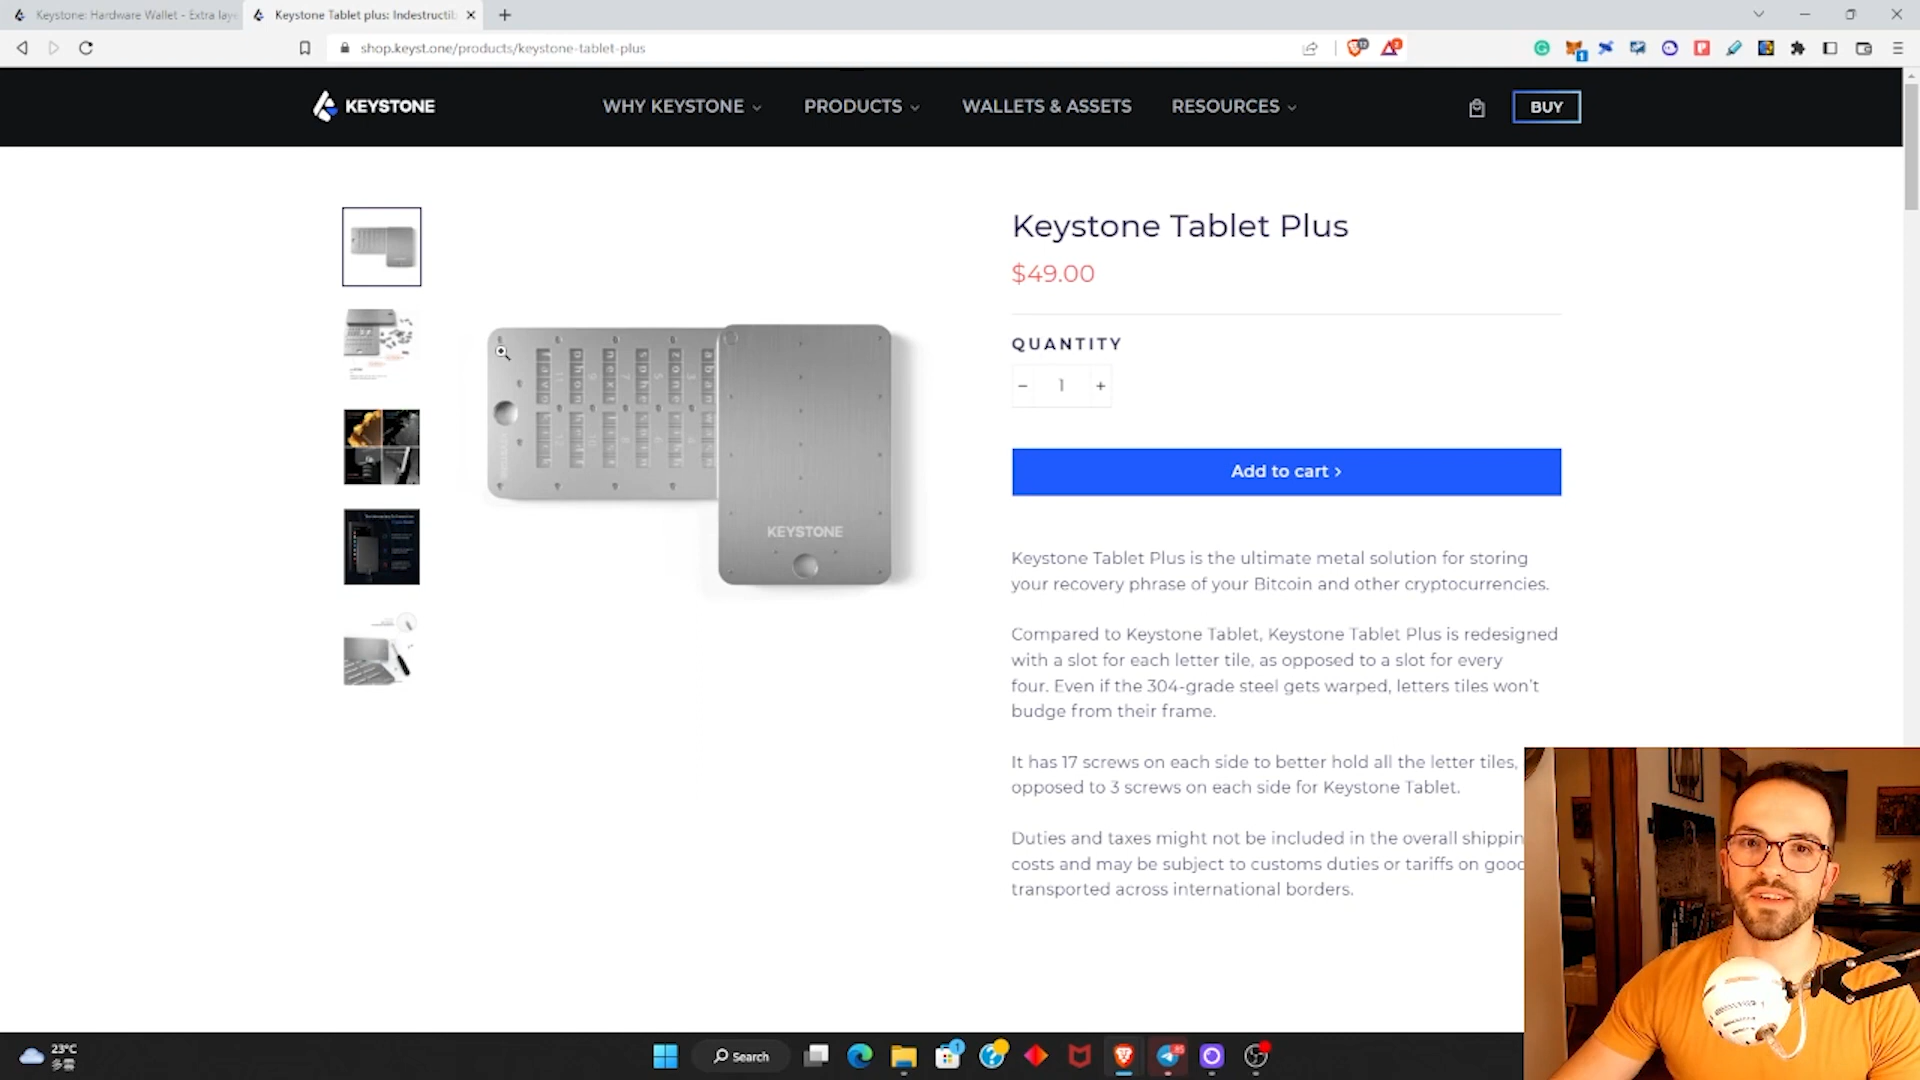 Keystone: Hardware Wallet - Extra laye
Keystone Tablet plus: Indestructib
shop.keyst.one/products/keystone-tablet-plus
KEYSTONE
WHY KEYSTONE
PRODUCTS
WALLETS & ASSETS
RESOURCES
BUY
Keystone Tablet Plus
$49.00
QUANTITY
− 1 +
Add to cart ›
KEYSTONE
Keystone Tablet Plus is the ultimate metal solution for storing
your recovery phrase of your Bitcoin and other cryptocurrencies.
Compared to Keystone Tablet, Keystone Tablet Plus is redesigned
with a slot for each letter tile, as opposed to a slot for every
four. Even if the 304-grade steel gets warped, letters tiles won't
budge from their frame.
It has 17 screws on each side to better hold all the letter tiles,
opposed to 3 screws on each side for Keystone Tablet.
Duties and taxes might not be included in the overall shippin
costs and may be subject to customs duties or tariffs on good
transported across international borders.
23°C
多雲
Search